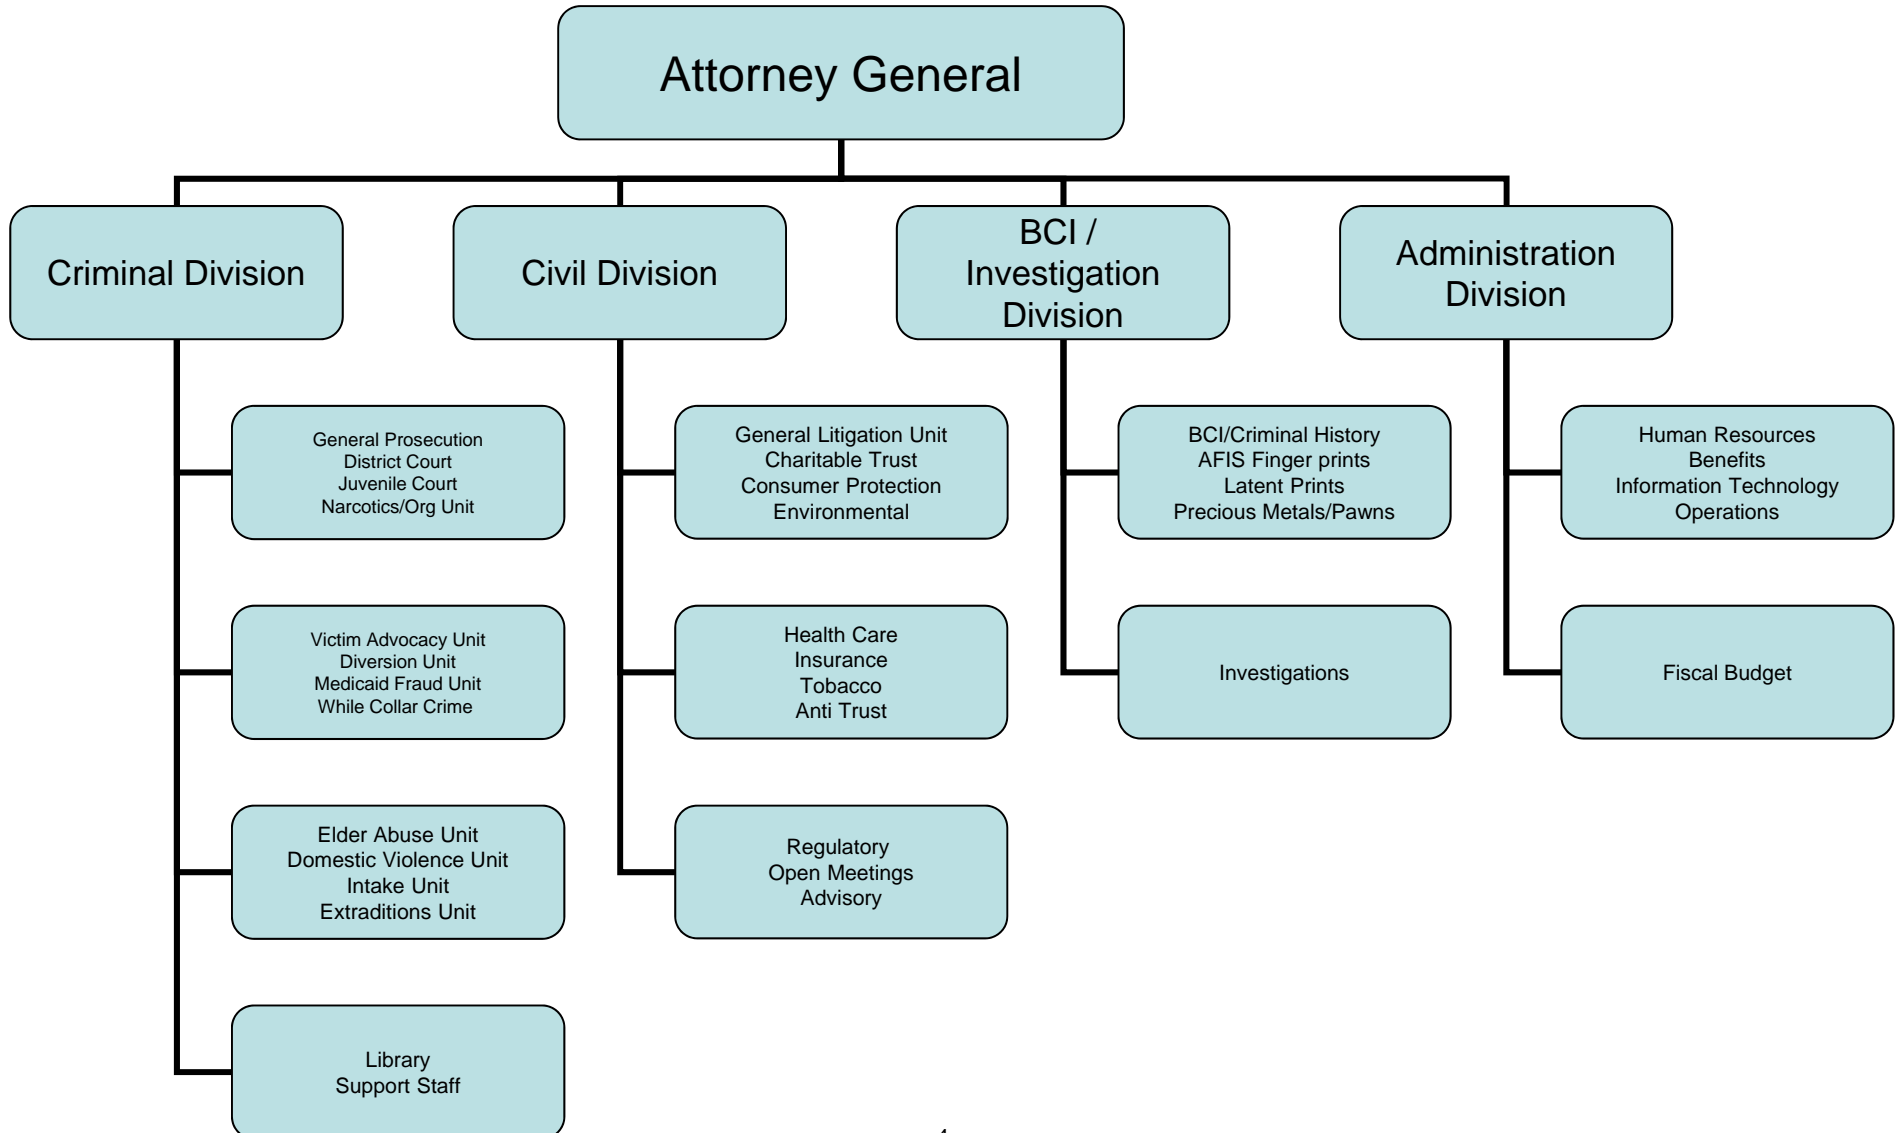 Attorney General
Criminal Division
Civil Division
BCI /
Investigation
Division
Administration
Division
General Prosecution
District Court
Juvenile Court
Narcotics/Org Unit
General Litigation Unit
Charitable Trust
Consumer Protection
Environmental
BCI/Criminal History
AFIS Finger prints
Latent Prints
Precious Metals/Pawns
Human Resources
Benefits
Information Technology
Operations
Victim Advocacy Unit
Diversion Unit
Medicaid Fraud Unit
While Collar Crime
Health Care
Insurance
Tobacco
Anti Trust
Investigations
Fiscal Budget
Elder Abuse Unit
Domestic Violence Unit
Intake Unit
Extraditions Unit
Regulatory
Open Meetings
Advisory
Library
Support Staff